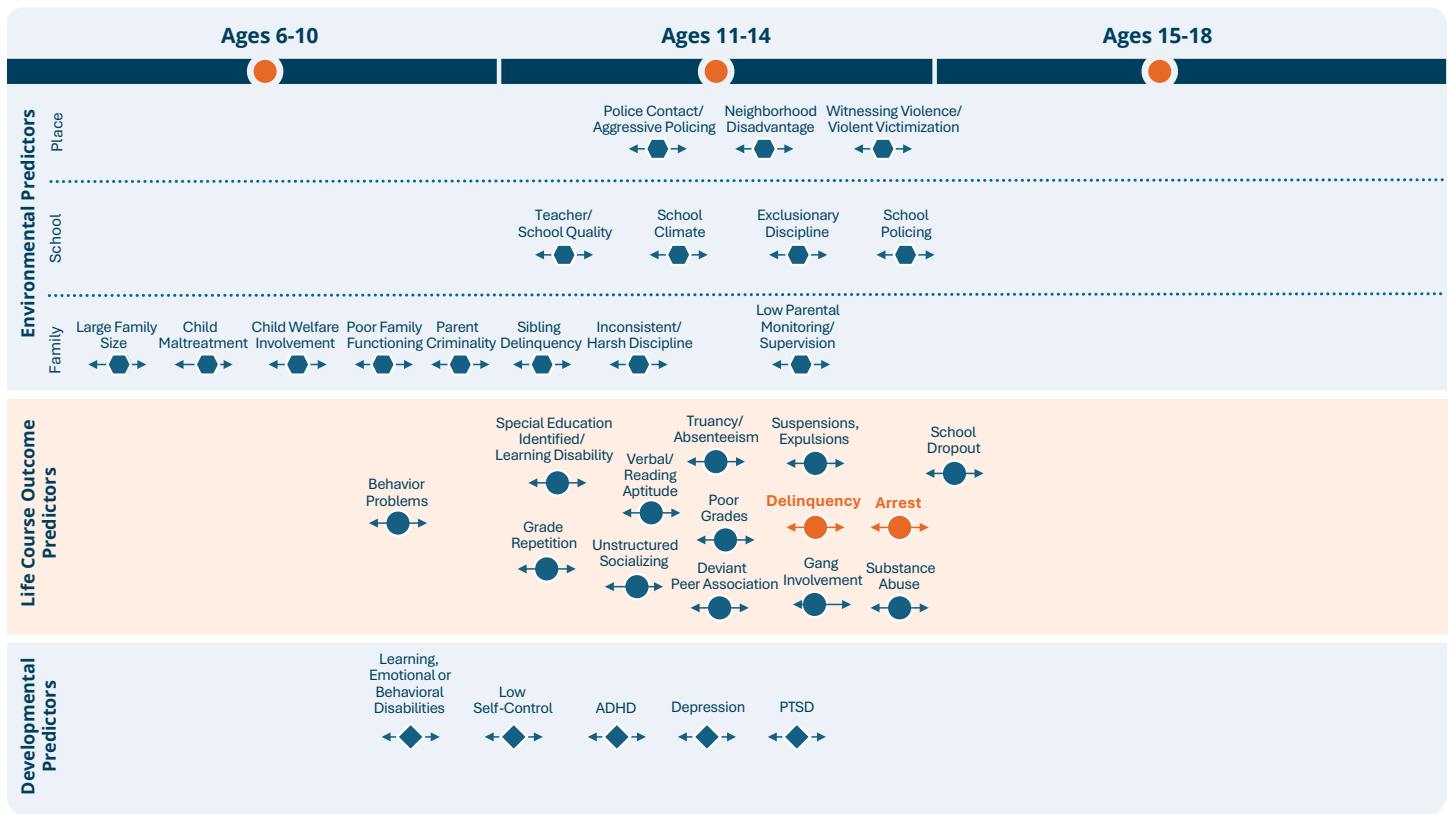 Ages 6-10
Ages 11-14
Ages 15-18
Environmental Predictors
Place
Police Contact/
Aggressive Policing
Neighborhood
Disadvantage
Witnessing Violence/
Violent Victimization
School
Teacher/
School Quality
School
Climate
Exclusionary
Discipline
School
Policing
Family
Large Family
Size
Child
Maltreatment
Child Welfare
Involvement
Poor Family
Functioning
Parent
Criminality
Sibling
Delinquency
Inconsistent/
Harsh Discipline
Low Parental
Monitoring/
Supervision
Life Course Outcome
Predictors
Behavior
Problems
Special Education
Identified/
Learning Disability
Grade
Repetition
Verbal/
Reading
Aptitude
Unstructured
Socializing
Truancy/
Absenteeism
Poor
Grades
Deviant
Peer Association
Suspensions,
Expulsions
Delinquency
Gang
Involvement
Arrest
Substance
Abuse
School
Dropout
Developmental
Predictors
Learning,
Emotional or
Behavioral
Disabilities
Low
Self-Control
ADHD
Depression
PTSD